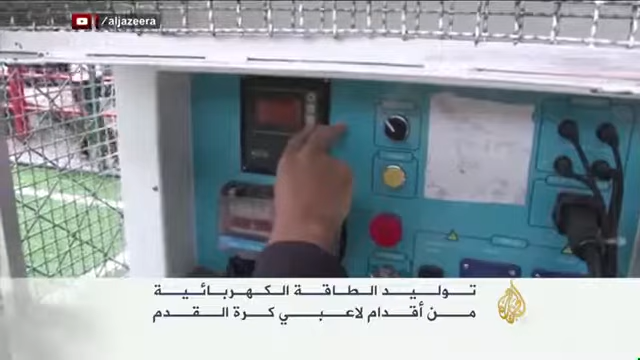 /aljazeera
توليد الطاقة الكهربائية
من أقدام لاعبي كرة القدم